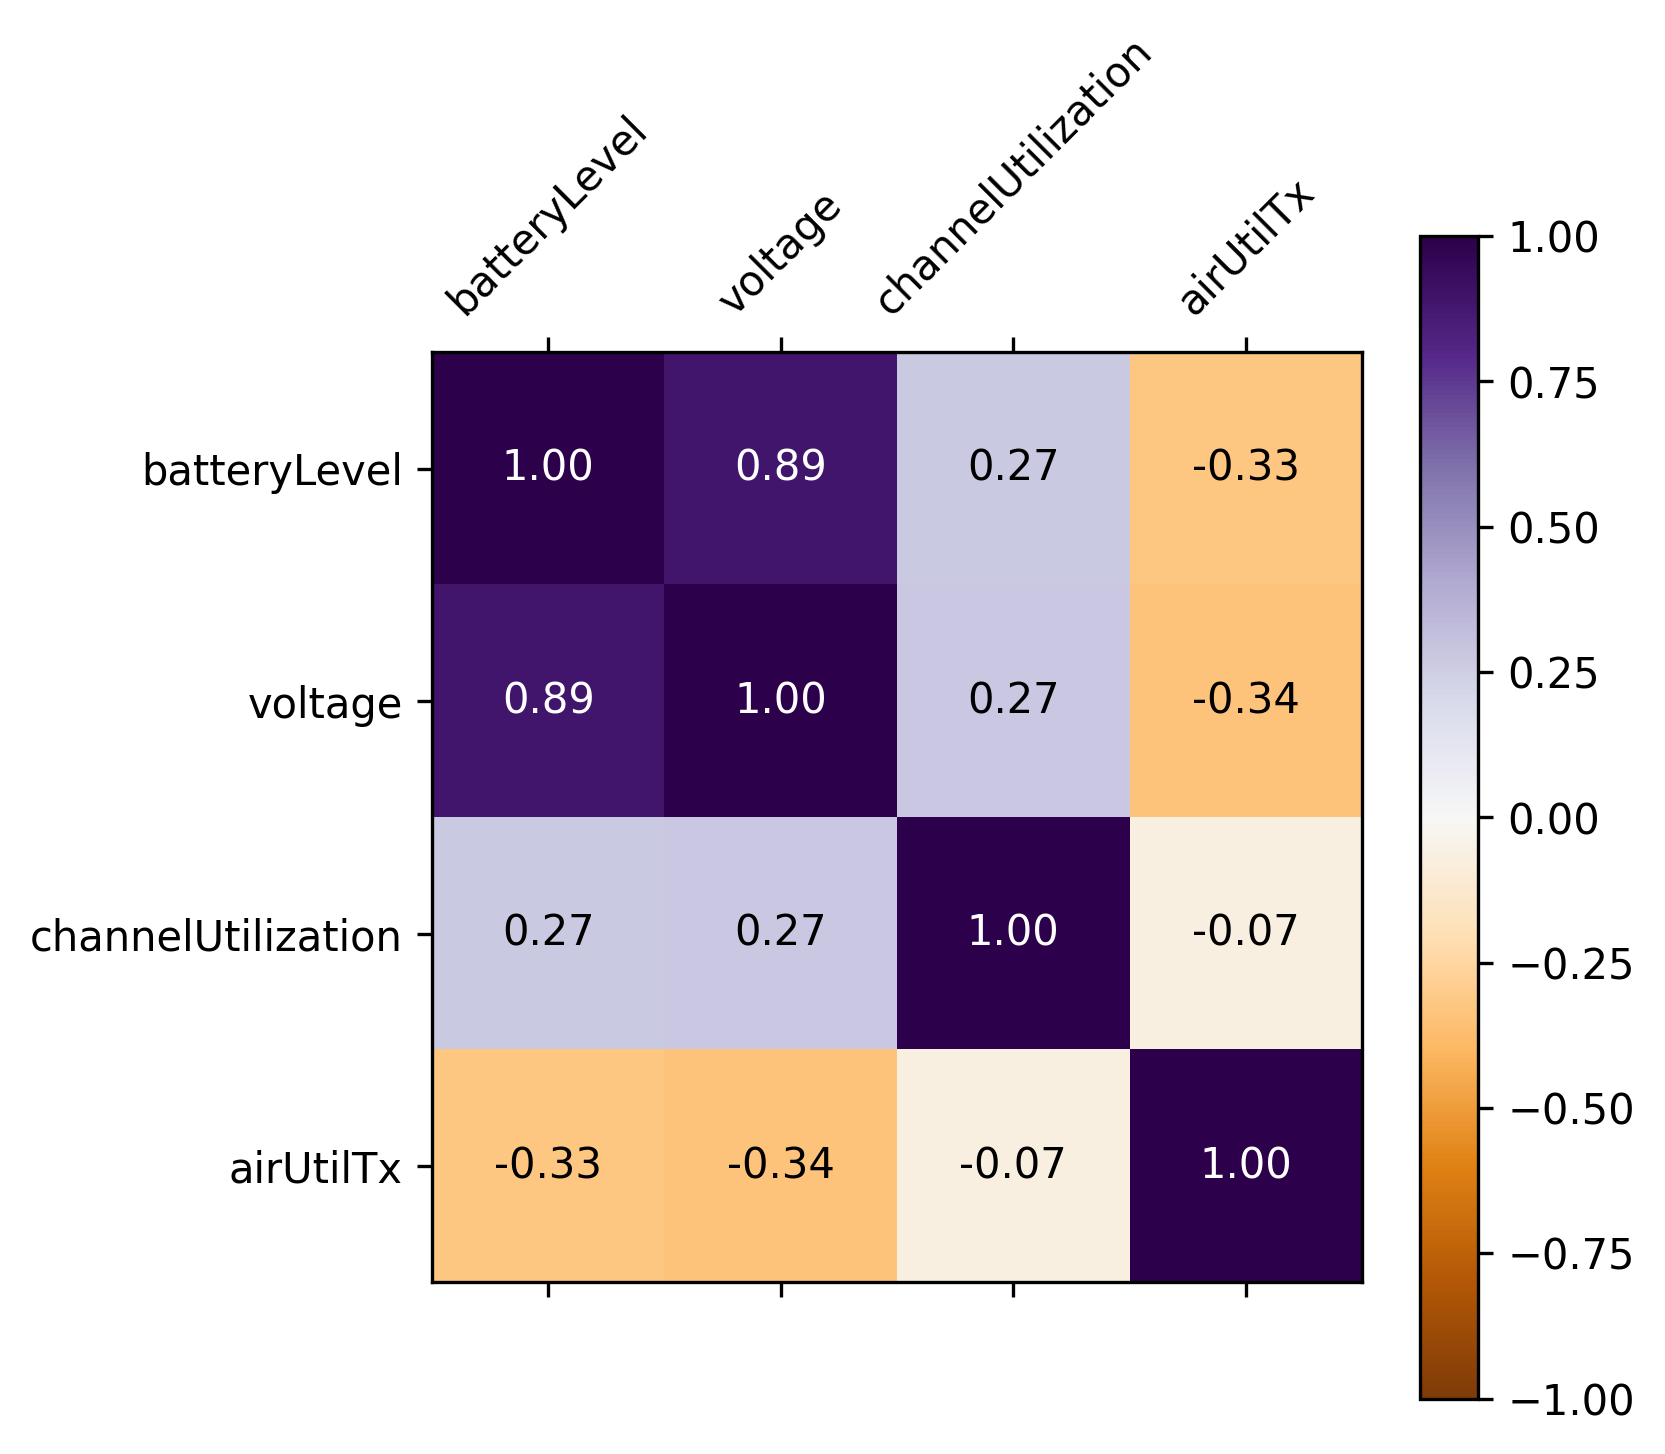 batteryLevel
voltage
channelUtilization
airUtilTx
batteryLevel 1.00 0.89 0.27 -0.33
voltage 0.89 1.00 0.27 -0.34
channelUtilization 0.27 0.27 1.00 -0.07
airUtilTx -0.33 -0.34 -0.07 1.00
1.00
0.75
0.50
0.25
0.00
−0.25
−0.50
−0.75
−1.00